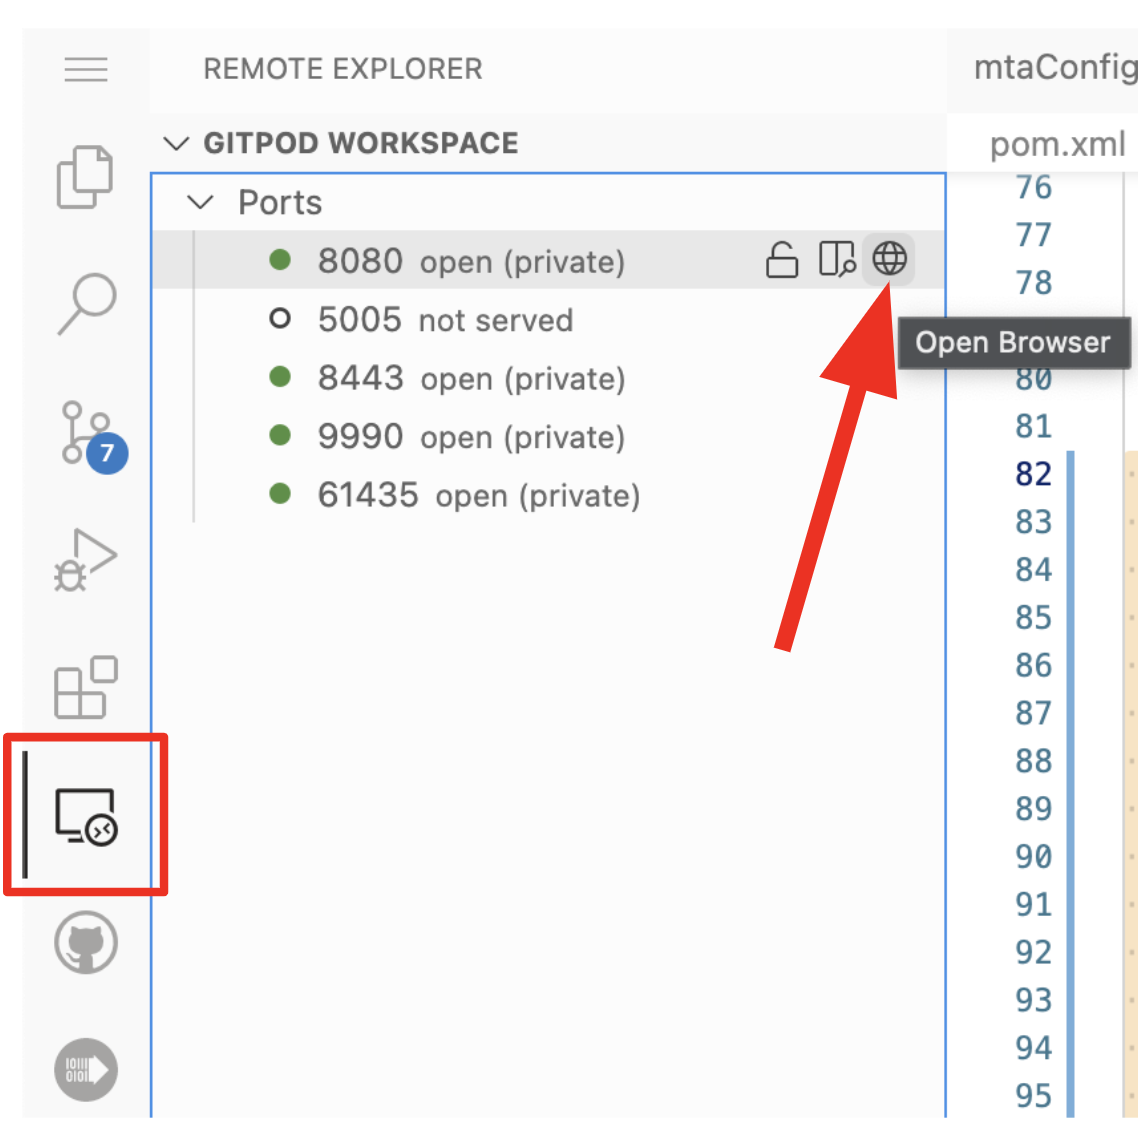 REMOTE EXPLORER
mtaConfig
GITPOD WORKSPACE
pom.xml
Ports
8080 open (private)
5005 not served
8443 open (private)
9990 open (private)
61435 open (private)
Open Browser
7
76
77
78
80
81
82
83
84
85
86
87
88
89
90
91
92
93
94
95